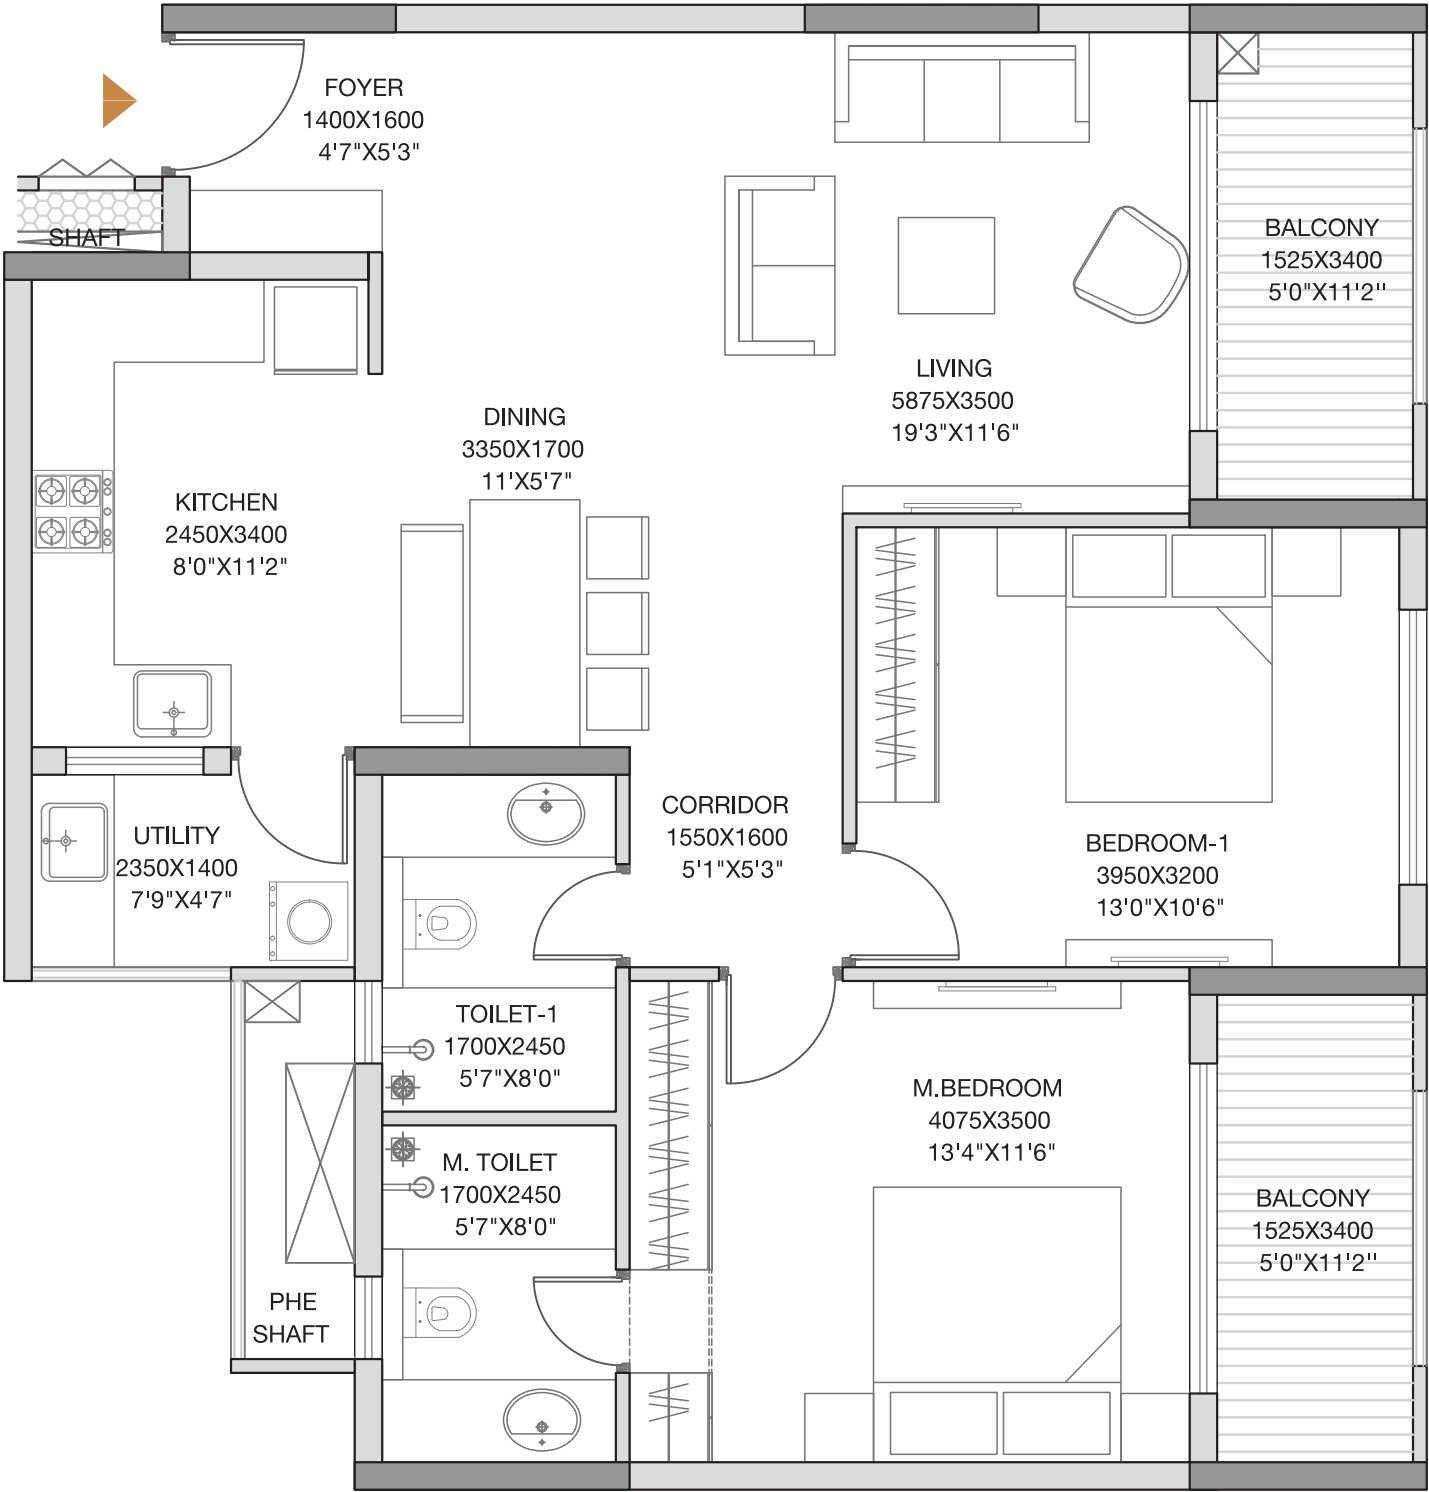 FOYER
1400X1600
4'7"X5'3"
SHAFT
BALCONY
1525X3400
5'0"X11'2''
LIVING
5875X3500
19'3"X11'6"
DINING
3350X1700
11'X5'7"
KITCHEN
2450X3400
8'0"X11'2"
UTILITY
2350X1400
7'9"X4'7"
CORRIDOR
1550X1600
5'1"X5'3"
BEDROOM-1
3950X3200
13'0"X10'6"
TOILET-1
1700X2450
5'7"X8'0"
M.BEDROOM
4075X3500
13'4"X11'6"
M. TOILET
1700X2450
5'7"X8'0"
BALCONY
1525X3400
5'0"X11'2''
PHE
SHAFT